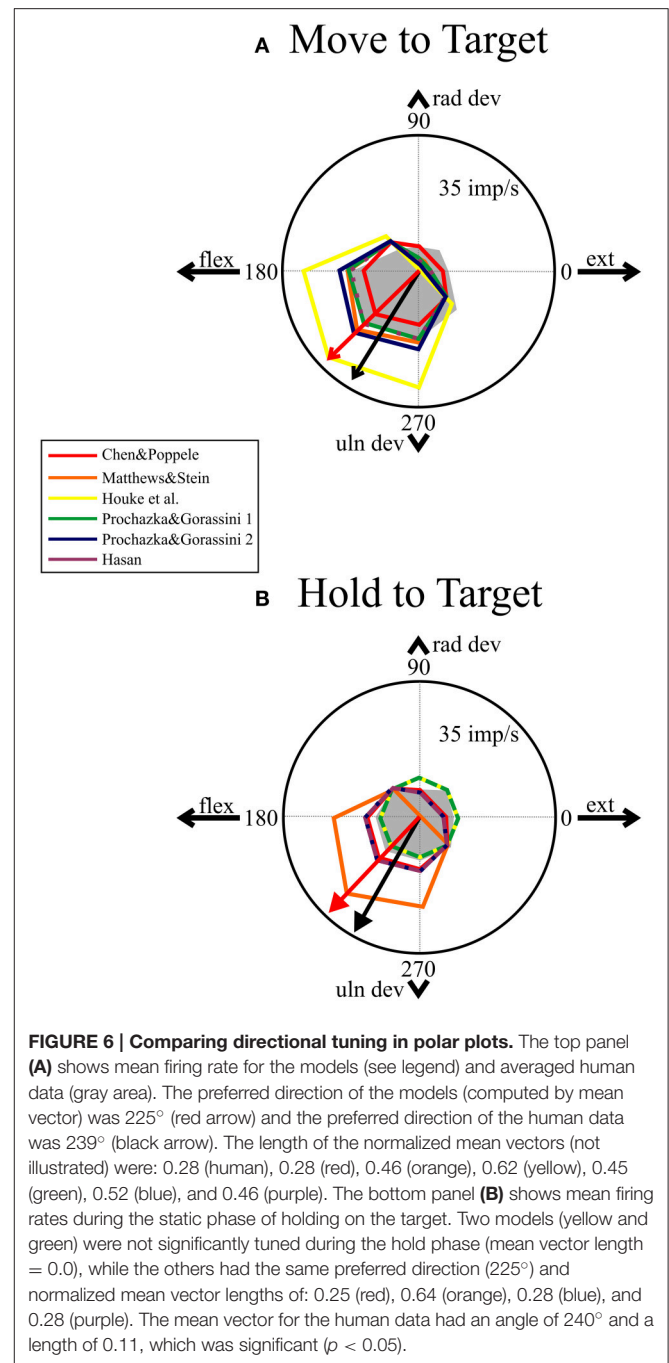 A Move to Target
rad dev
90
35 imp/s
flex
180
0
ext
270
uln dev
Chen&Poppele
Matthews&Stein
Houke et al.
Prochazka&Gorassini 1
Prochazka&Gorassini 2
Hasan
B Hold to Target
rad dev
90
35 imp/s
flex
180
0
ext
270
uln dev
FIGURE 6 | Comparing directional tuning in polar plots. The top panel
(A) shows mean firing rate for the models (see legend) and averaged human
data (gray area). The preferred direction of the models (computed by mean
vector) was 225° (red arrow) and the preferred direction of the human data
was 239° (black arrow). The length of the normalized mean vectors (not
illustrated) were: 0.28 (human), 0.28 (red), 0.46 (orange), 0.62 (yellow), 0.45
(green), 0.52 (blue), and 0.46 (purple). The bottom panel (B) shows mean firing
rates during the static phase of holding on the target. Two models (yellow and
green) were not significantly tuned during the hold phase (mean vector length
= 0.0), while the others had the same preferred direction (225°) and
normalized mean vector lengths of: 0.25 (red), 0.64 (orange), 0.28 (blue), and
0.28 (purple). The mean vector for the human data had an angle of 240° and a
length of 0.11, which was significant (p < 0.05).